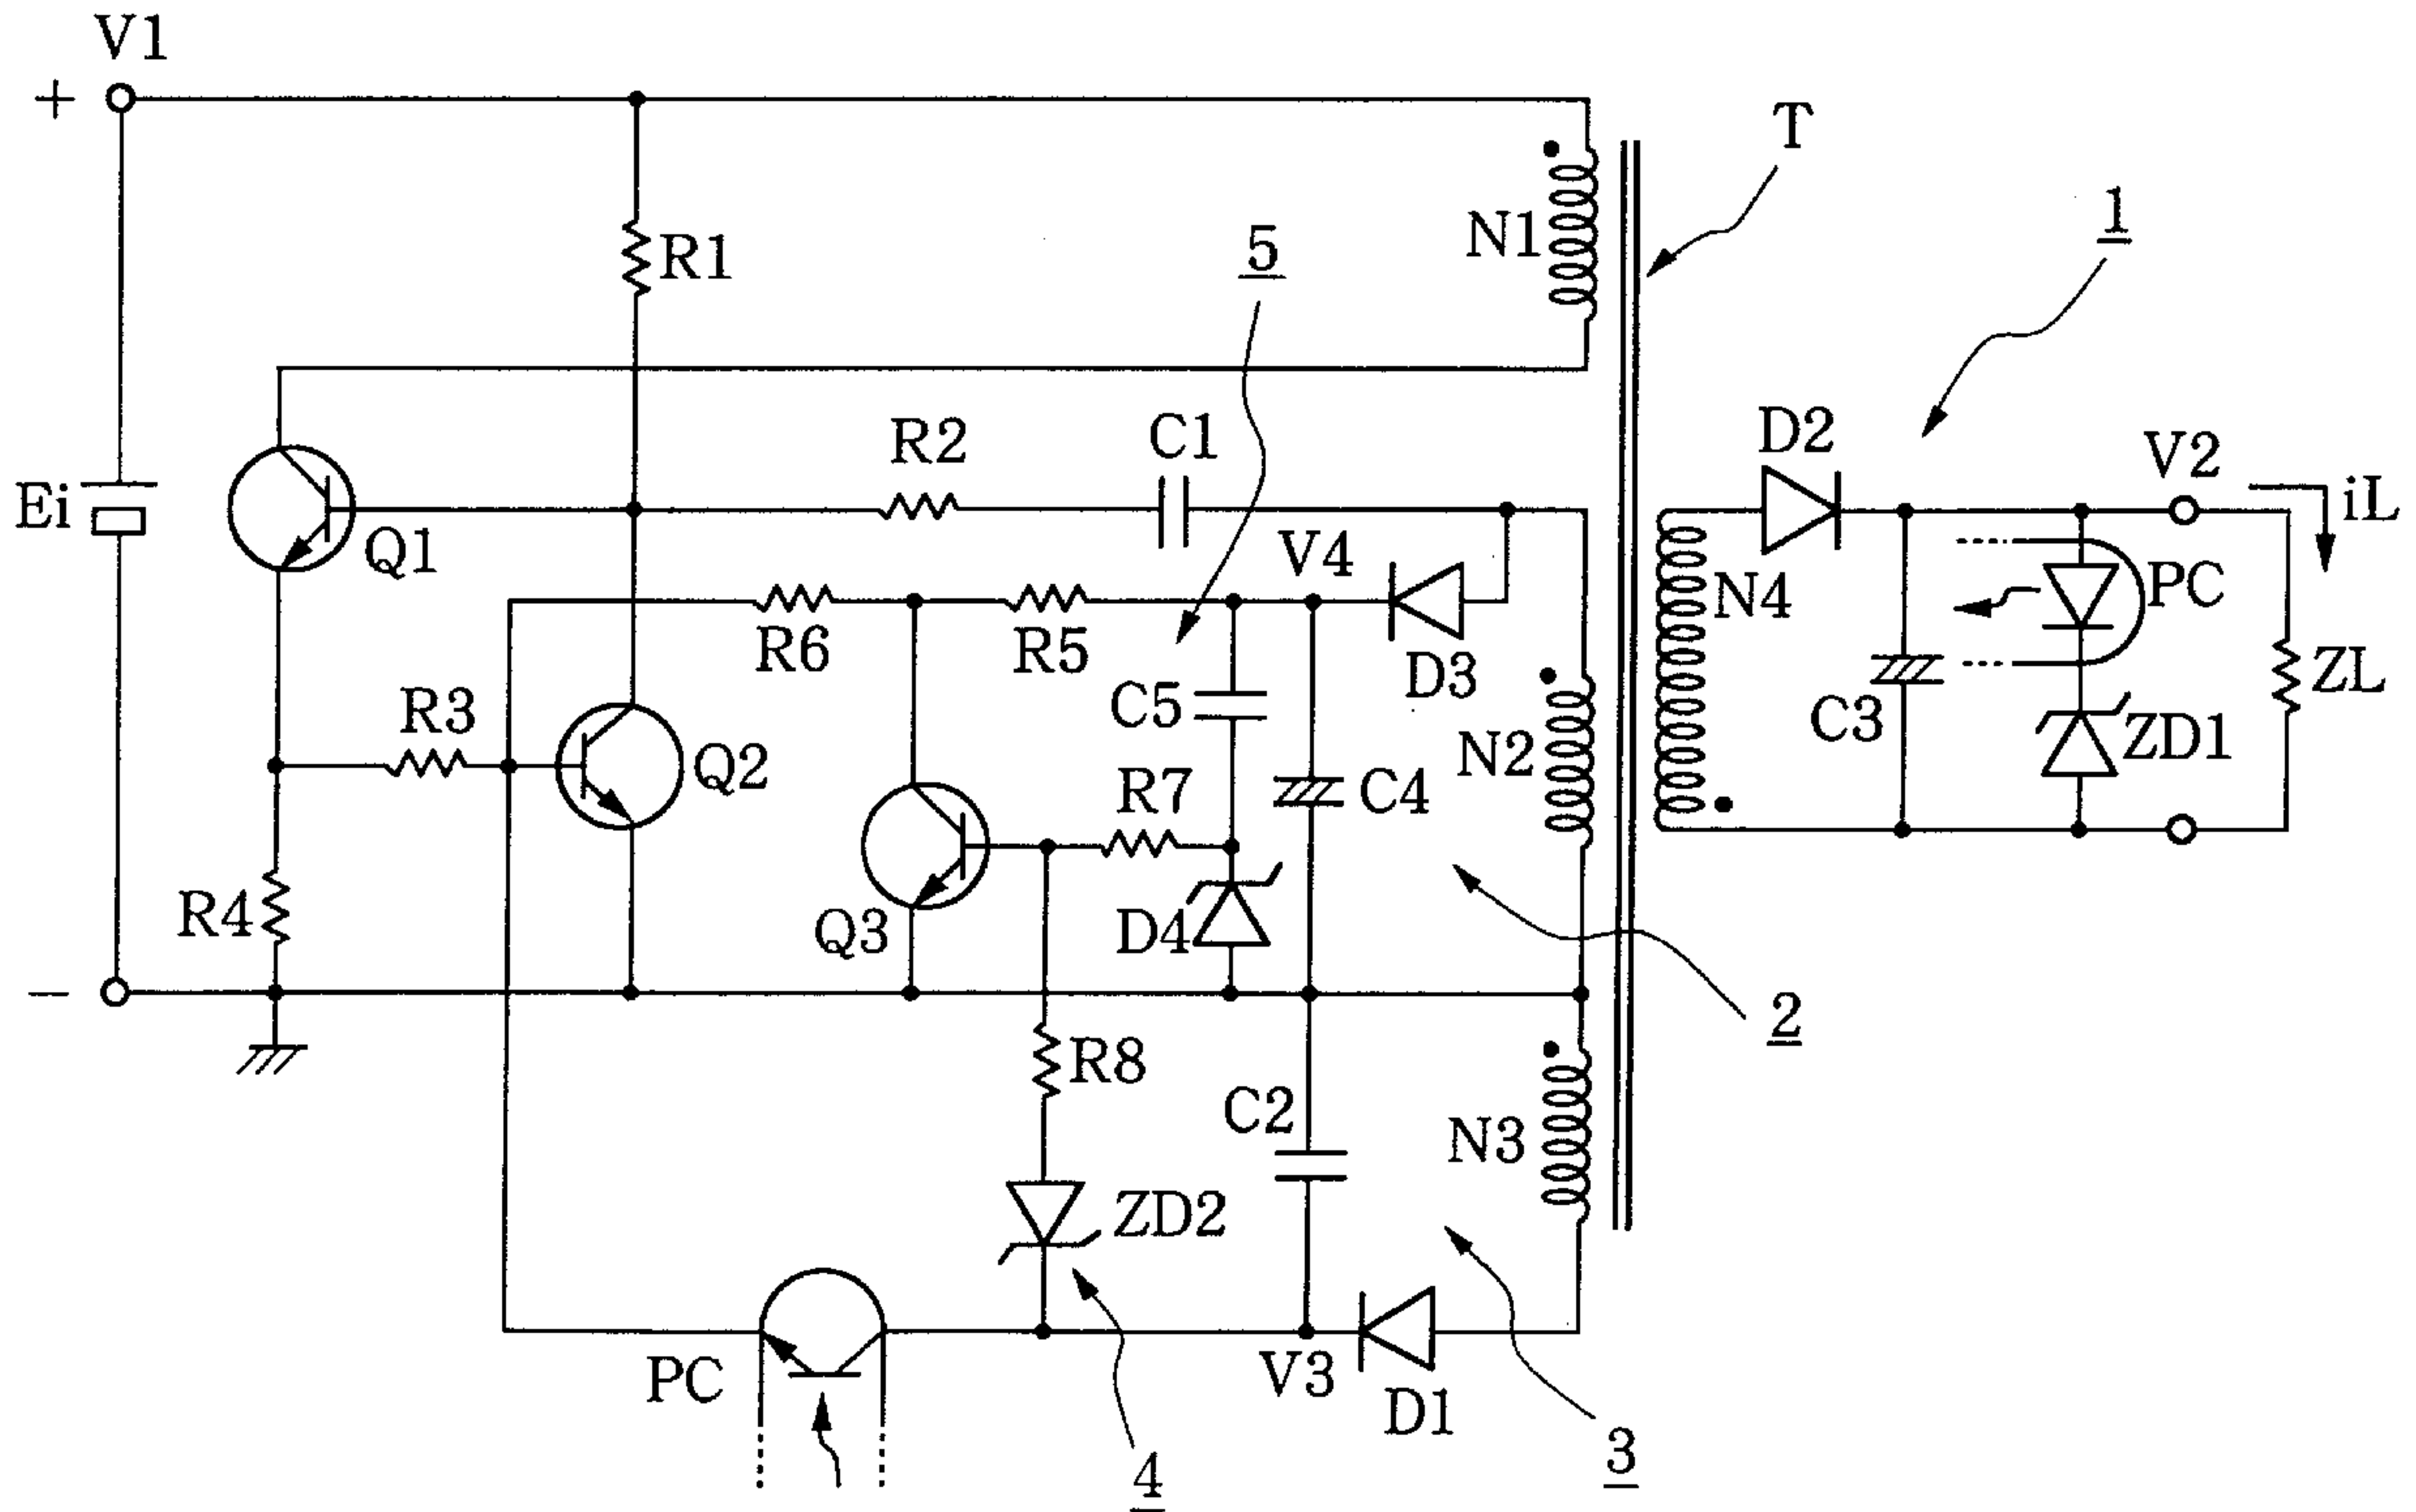 V1
+
T
1
N1
5
R1
D2
R2
C1
V2
iL
Ei
Q1
V4
PC
N4
R6
R5
D3
ZL
R3
C5
C3
ZD1
Q2
N2
R7
C4
R4
Q3
D4
−
2
R8
C2
N3
ZD2
PC
V3
D1
3
4